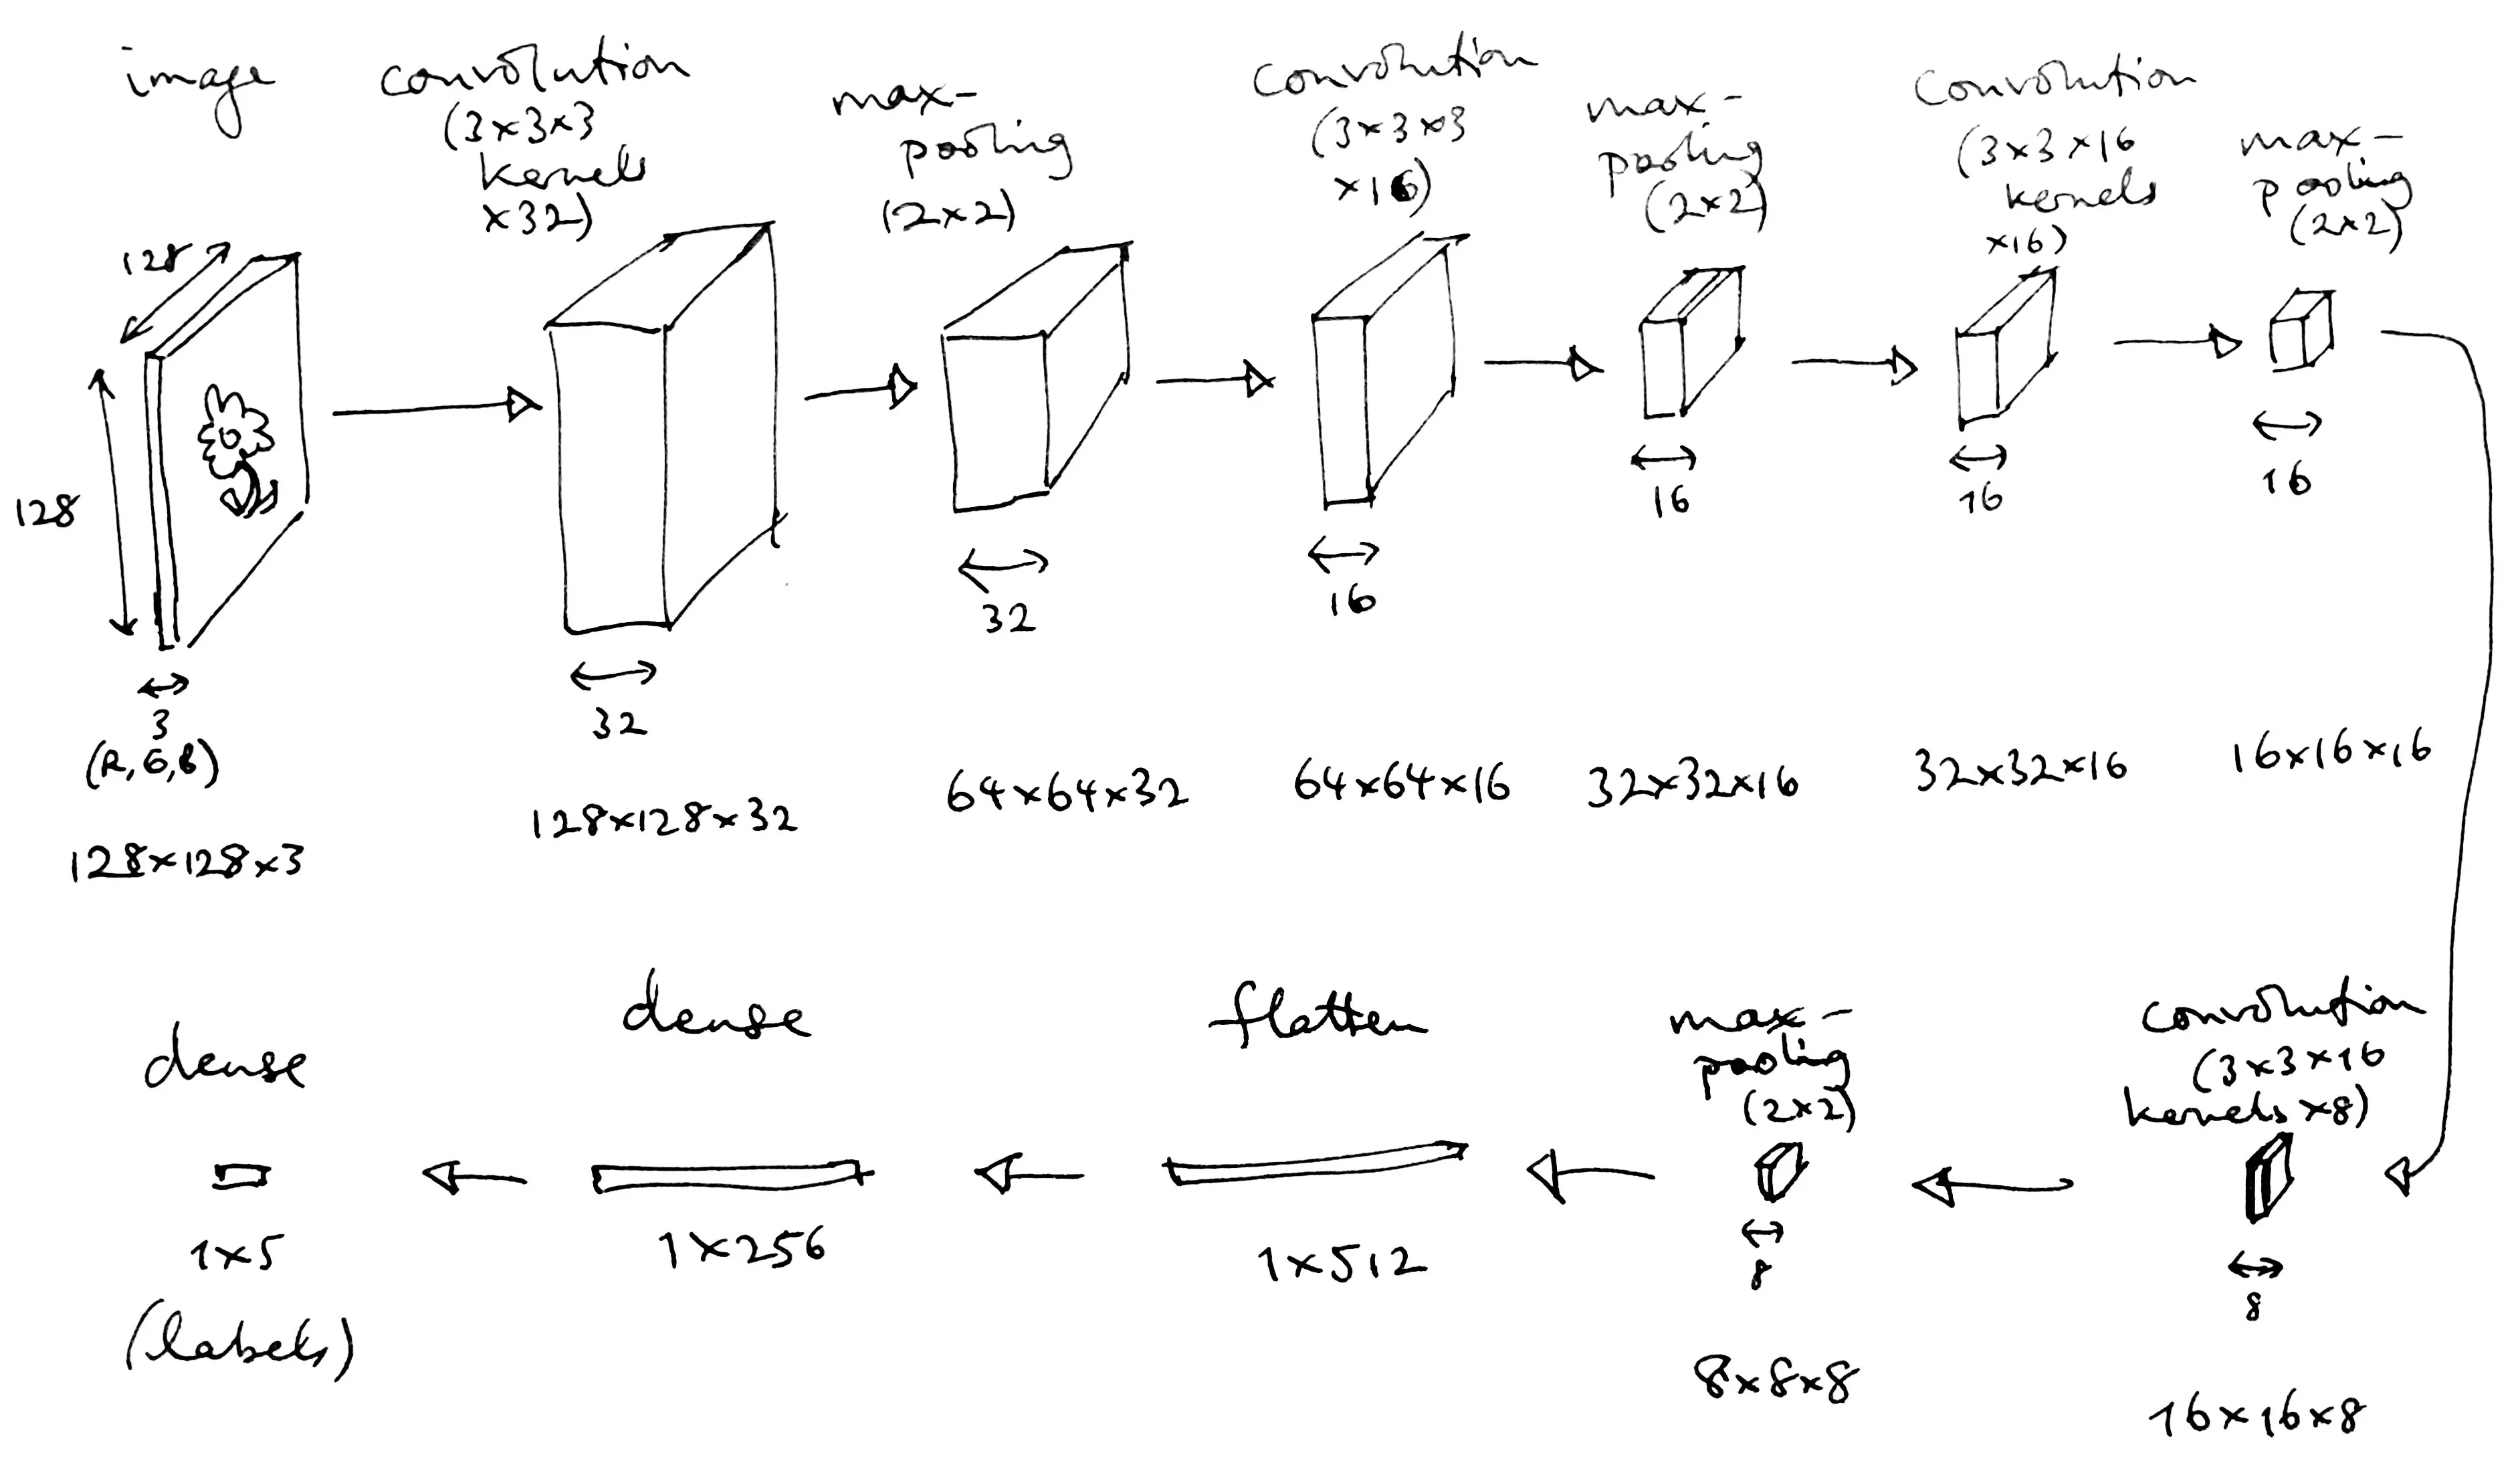 image
convolution
(3×3×3
kernels
×32)
max-
pooling
(2×2)
convolution
(3×3×3
×16)
max-
pooling
(2×2)
convolution
(3×3×16
kernels
×16)
max-
pooling
(2×2)
128
128
3
(R,G,B)
128×128×3
32
128×128×32
32
64×64×32
16
64×64×16
16
32×32×16
16
32×32×16
16
16×16×16
convolution
(3×3×16
kernels ×8)
8
16×16×8
max-
pooling
(2×2)
8
8×8×8
flatten
1×512
dense
1×256
dense
1×5
(labels)